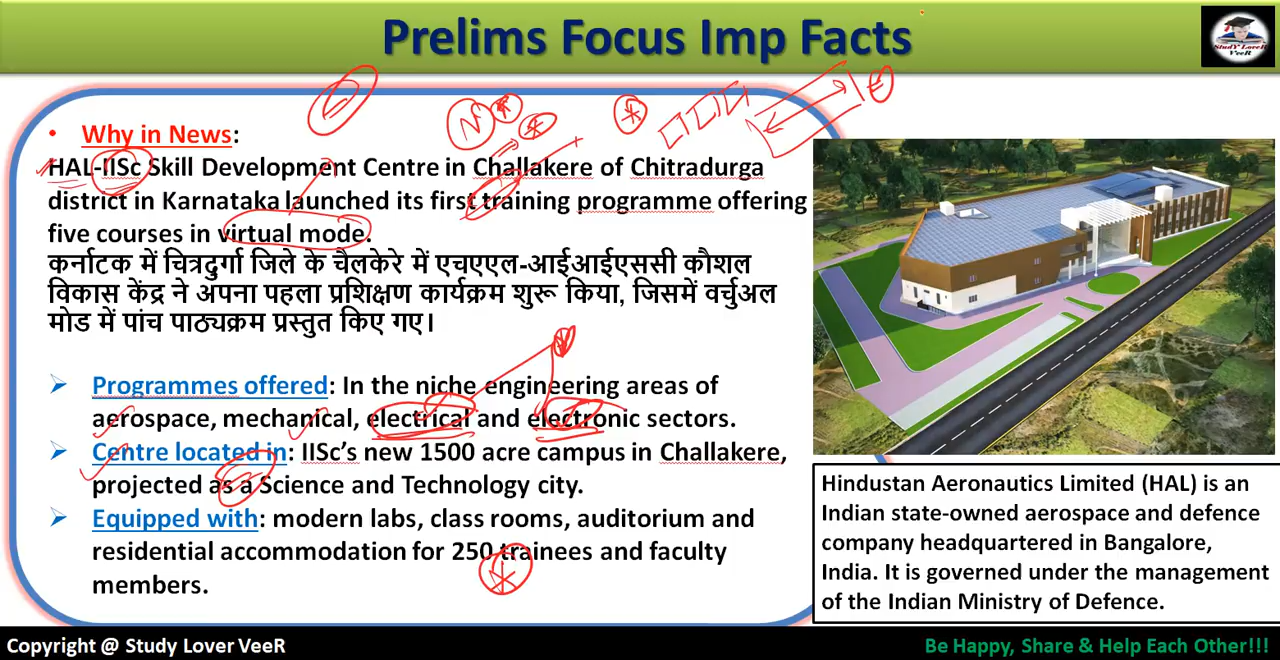 Prelims Focus Imp Facts
StudY LoveR
VeeR
• Why in News:
HAL-IISc Skill Development Centre in Challakere of Chitradurga
district in Karnataka launched its first training programme offering
five courses in virtual mode.
कर्नाटक में चित्रदुर्गा जिले के चैलकेरे में एचएएल-आईआईएससी कौशल
विकास केंद्र ने अपना पहला प्रशिक्षण कार्यक्रम शुरू किया, जिसमें वर्चुअल
मोड में पांच पाठ्यक्रम प्रस्तुत किए गए।
➢ Programmes offered: In the niche engineering areas of
aerospace, mechanical, electrical and electronic sectors.
➢ Centre located in: IISc's new 1500 acre campus in Challakere,
projected as a Science and Technology city.
➢ Equipped with: modern labs, class rooms, auditorium and
residential accommodation for 250 trainees and faculty
members.
Hindustan Aeronautics Limited (HAL) is an
Indian state-owned aerospace and defence
company headquartered in Bangalore,
India. It is governed under the management
of the Indian Ministry of Defence.
Copyright @ Study Lover VeeR
Be Happy, Share & Help Each Other!!!